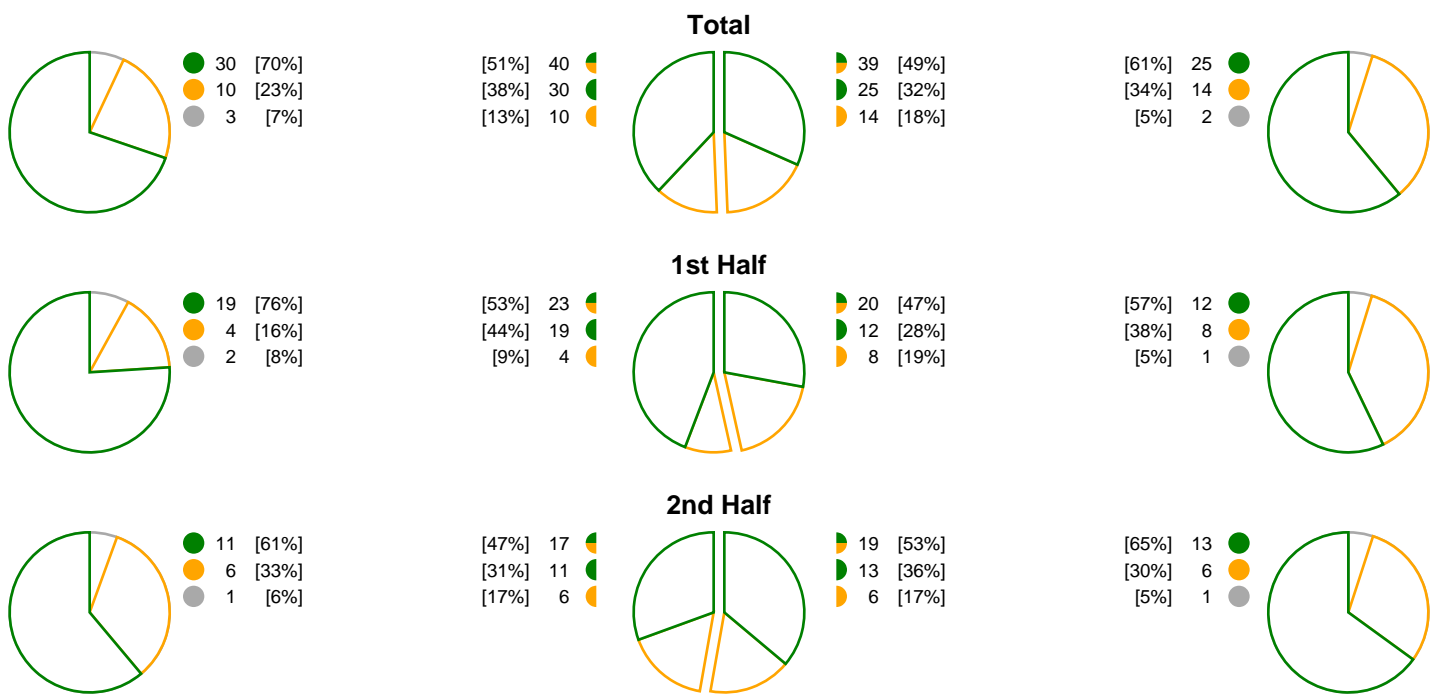 Total
30 [70%] [51%] 40 39 [49%] [61%] 25
10 [23%] [38%] 30 25 [32%] [34%] 14
3 [7%] [13%] 10 14 [18%] [5%] 2
1st Half
19 [76%] [53%] 23 20 [47%] [57%] 12
4 [16%] [44%] 19 12 [28%] [38%] 8
2 [8%] [9%] 4 8 [19%] [5%] 1
2nd Half
11 [61%] [47%] 17 19 [53%] [65%] 13
6 [33%] [31%] 11 13 [36%] [30%] 6
1 [6%] [17%] 6 6 [17%] [5%] 1